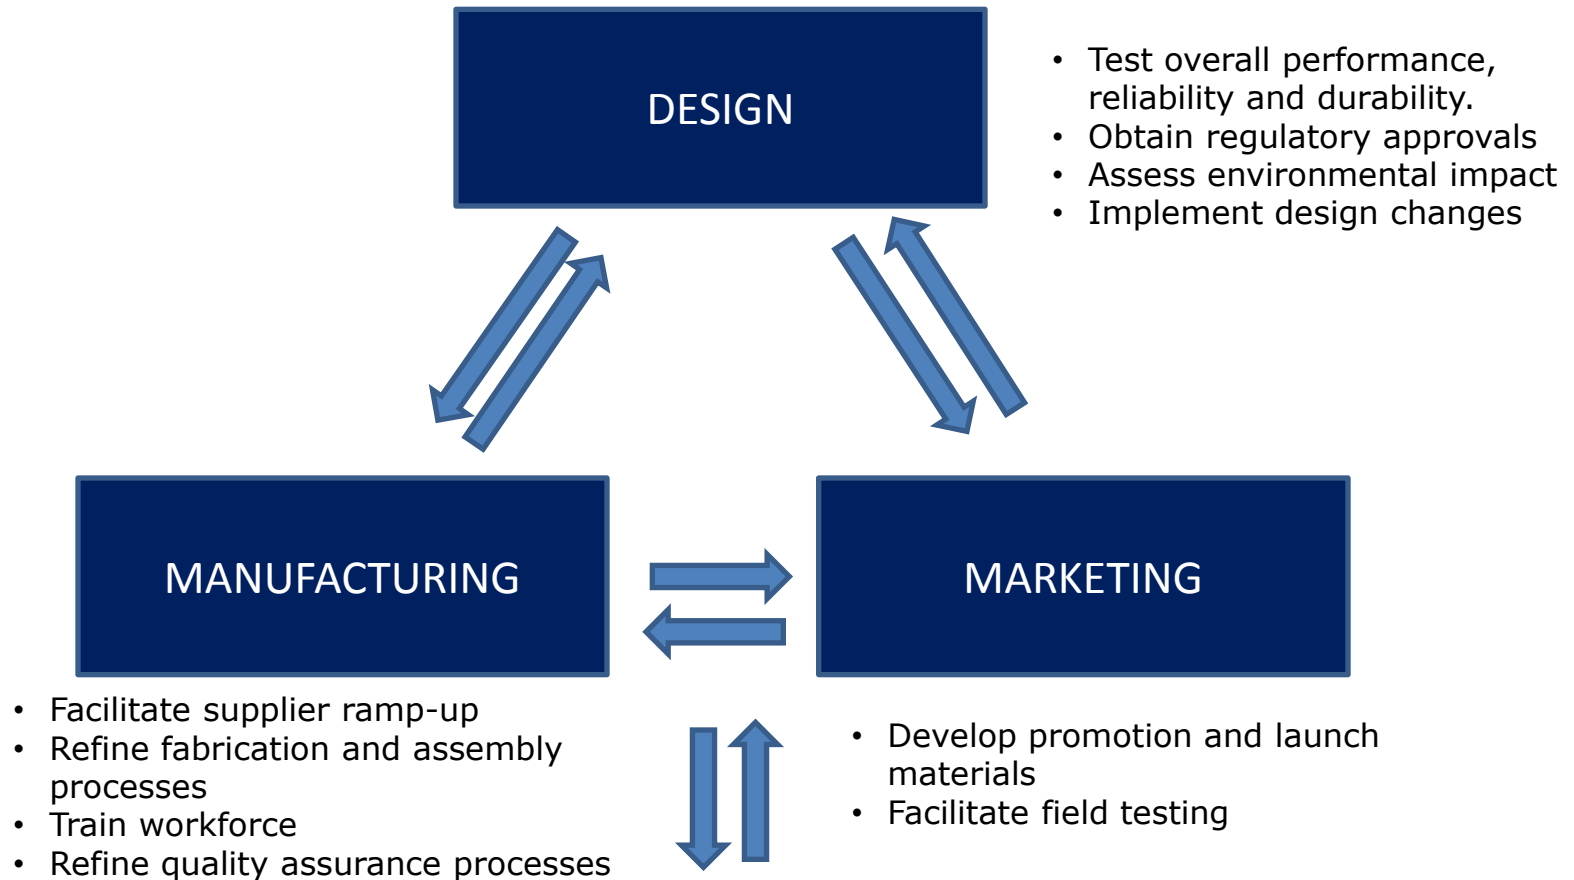 DESIGN
• Test overall performance,
reliability and durability.
• Obtain regulatory approvals
• Assess environmental impact
• Implement design changes
MANUFACTURING
MARKETING
• Facilitate supplier ramp-up
• Refine fabrication and assembly
processes
• Train workforce
• Refine quality assurance processes
• Develop promotion and launch
materials
• Facilitate field testing